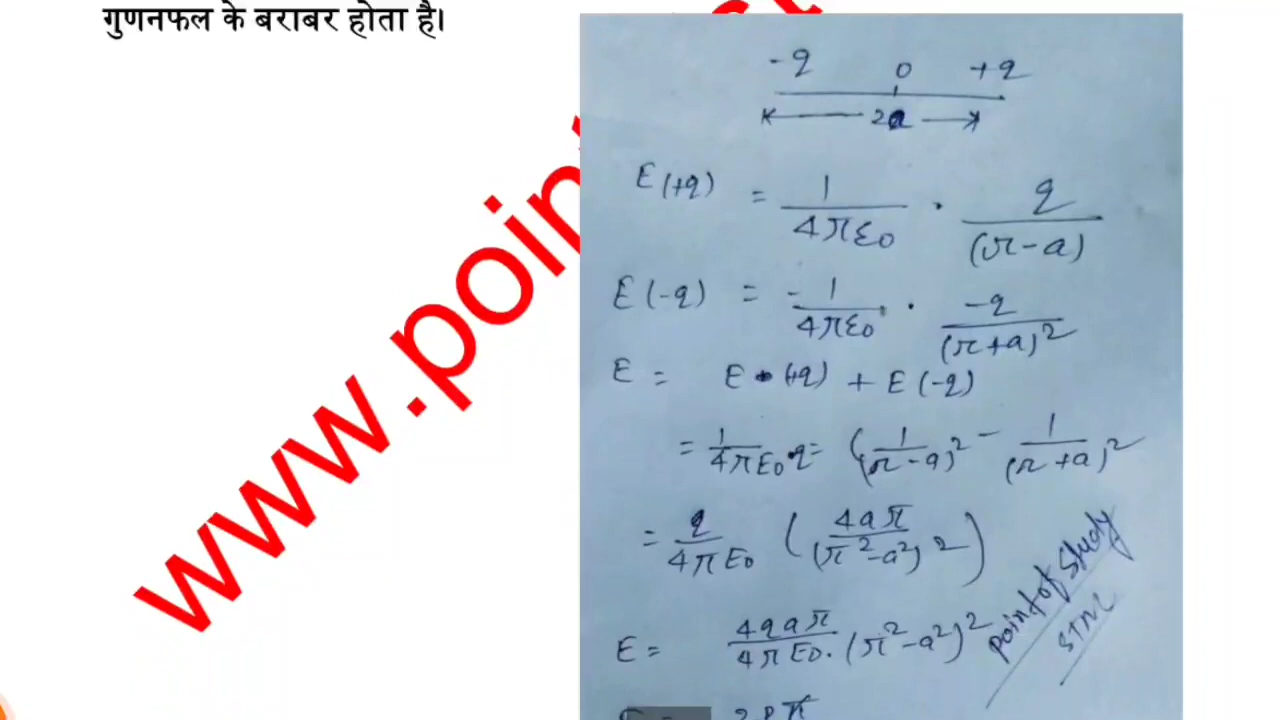 गुणनफल के बराबर होता है।
www.poin
-q 0 +q
2a
E(+q) = 1/4πε0 · q/(r-a)
E(-q) = -1/4πε0 · -q/(r+a)²
E = E(+q) + E(-q)
= 1/4πε0 q = (1/(r-a)² - 1/(r+a)²
= q/4πε0 (4ar/(r²-a²)²)
E = 4qar/4πε0.(r²-a²)²
point of study